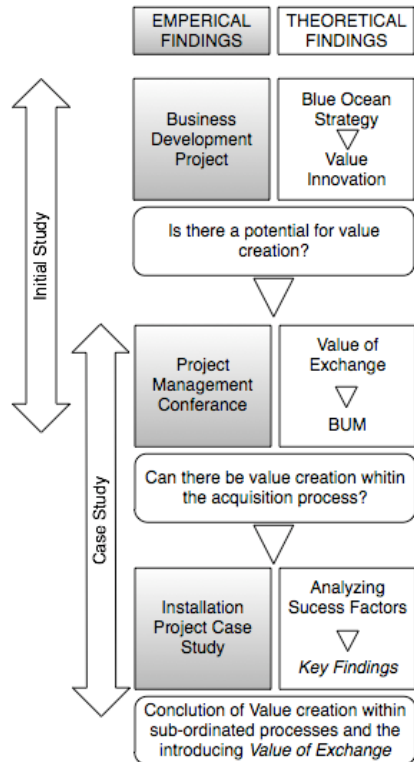 EMPERICAL
FINDINGS
THEORETICAL
FINDINGS
Business
Development
Project
Blue Ocean
Strategy
Value
Innovation
Is there a potential for value
creation?
Initial Study
Project
Management
Conferance
Value of
Exchange
BUM
Can there be value creation whitin
the acquisition process?
Case Study
Installation
Project Case
Study
Analyzing
Sucess Factors
Key Findings
Conclution of Value creation within
sub-ordinated processes and the
introducing Value of Exchange